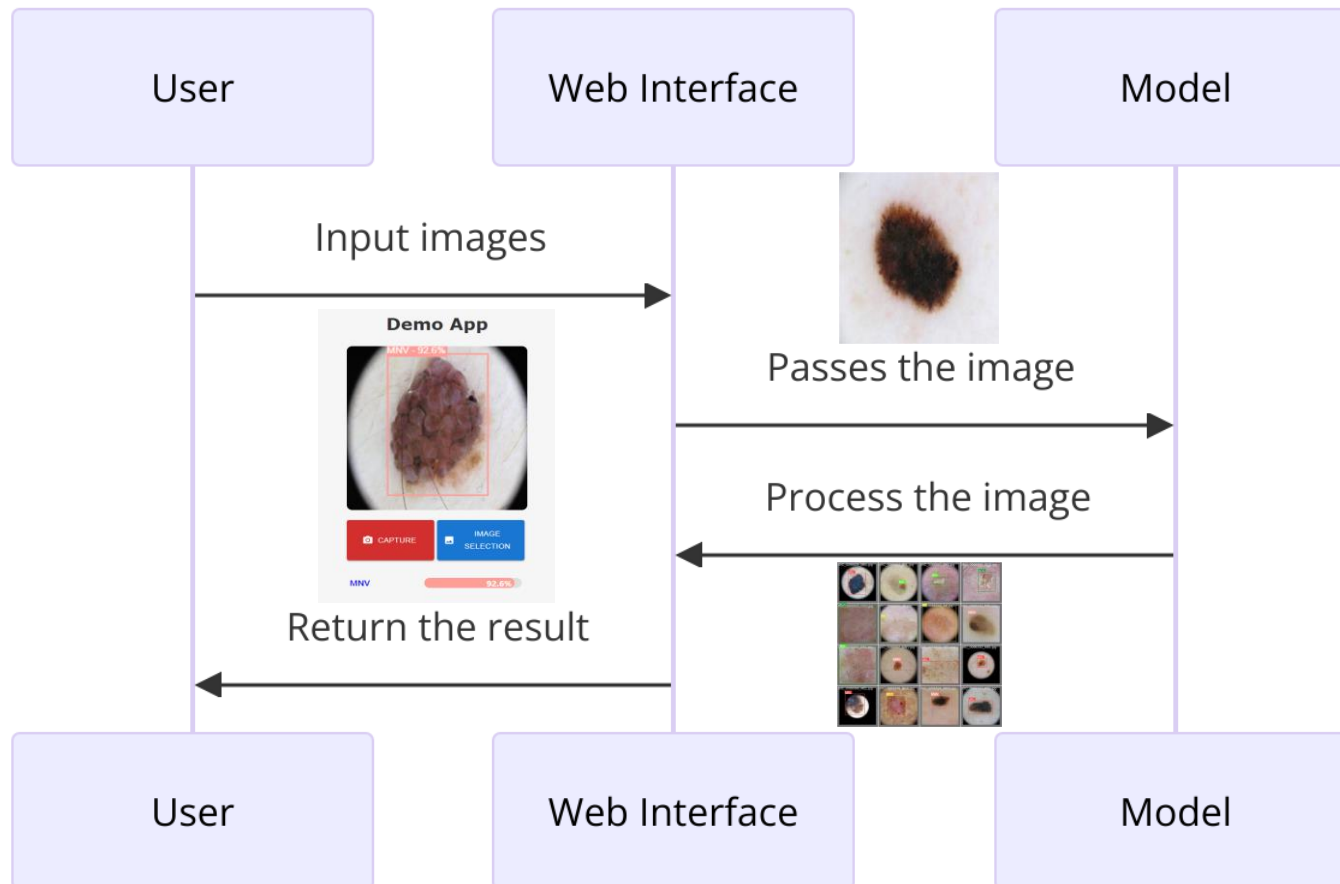 User
Web Interface
Model
Input images
Demo App
MNV - 92.6%
Passes the image
Process the image
CAPTURE
IMAGE
SELECTION
MNV
92.6%
Return the result
User
Web Interface
Model